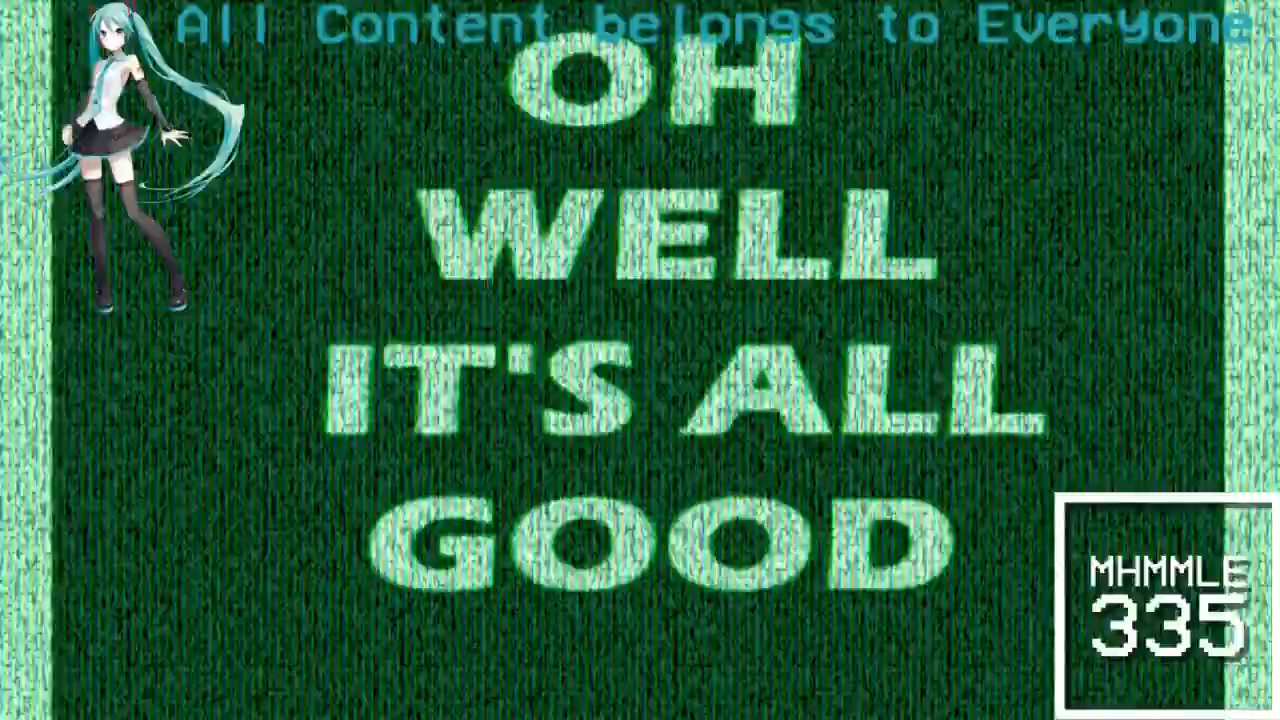 All Content belongs to Everyone.
OH
WELL
IT'S ALL
GOOD
MHMMLE
335